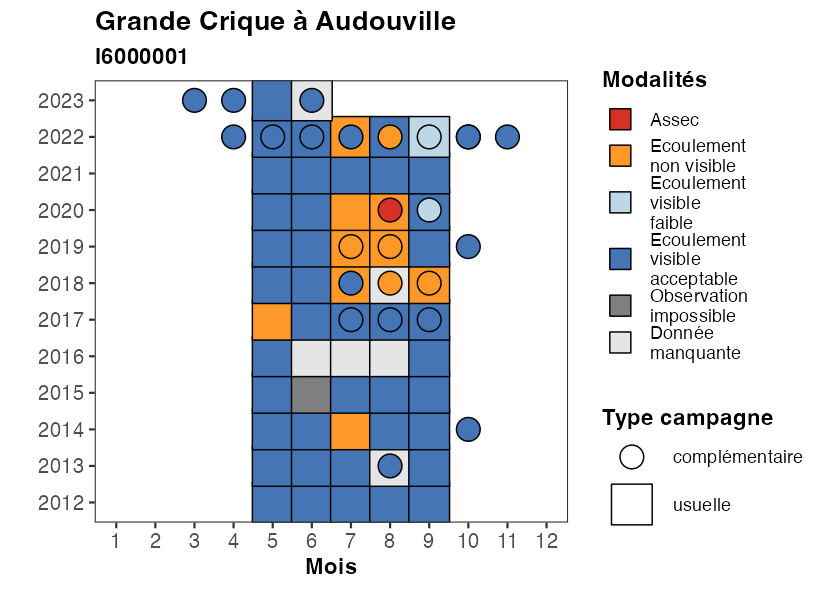 Grande Crique à Audouville
I6000001
2023
2022
2021
2020
2019
2018
2017
2016
2015
2014
2013
2012
1 2 3 4 5 6 7 8 9 10 11 12
Mois
Modalités
Assec
Ecoulement
non visible
Ecoulement
visible
faible
Ecoulement
visible
acceptable
Observation
impossible
Donnée
manquante
Type campagne
complémentaire
usuelle